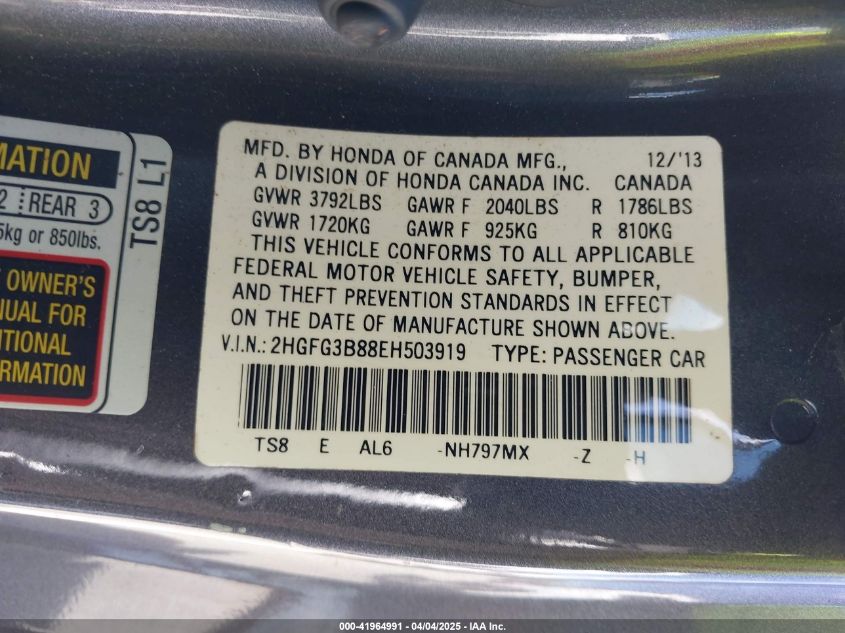 MATION
2 REAR 3
5kg or 850lbs.
OWNER'S
NUAL FOR
ITIONAL
ORMATION
TS8 L1
MFD. BY HONDA OF CANADA MFG., 12/'13
A DIVISION OF HONDA CANADA INC. CANADA
GVWR 3792LBS GAWR F 2040LBS R 1786LBS
GVWR 1720KG GAWR F 925KG R 810KG
THIS VEHICLE CONFORMS TO ALL APPLICABLE
FEDERAL MOTOR VEHICLE SAFETY, BUMPER,
AND THEFT PREVENTION STANDARDS IN EFFECT
ON THE DATE OF MANUFACTURE SHOWN ABOVE.
V.I.N.: 2HGFG3B88EH503919 TYPE: PASSENGER CAR
TS8 E AL6 -NH797MX -Z -H
000-41964991 - 04/04/2025 - IAA Inc.